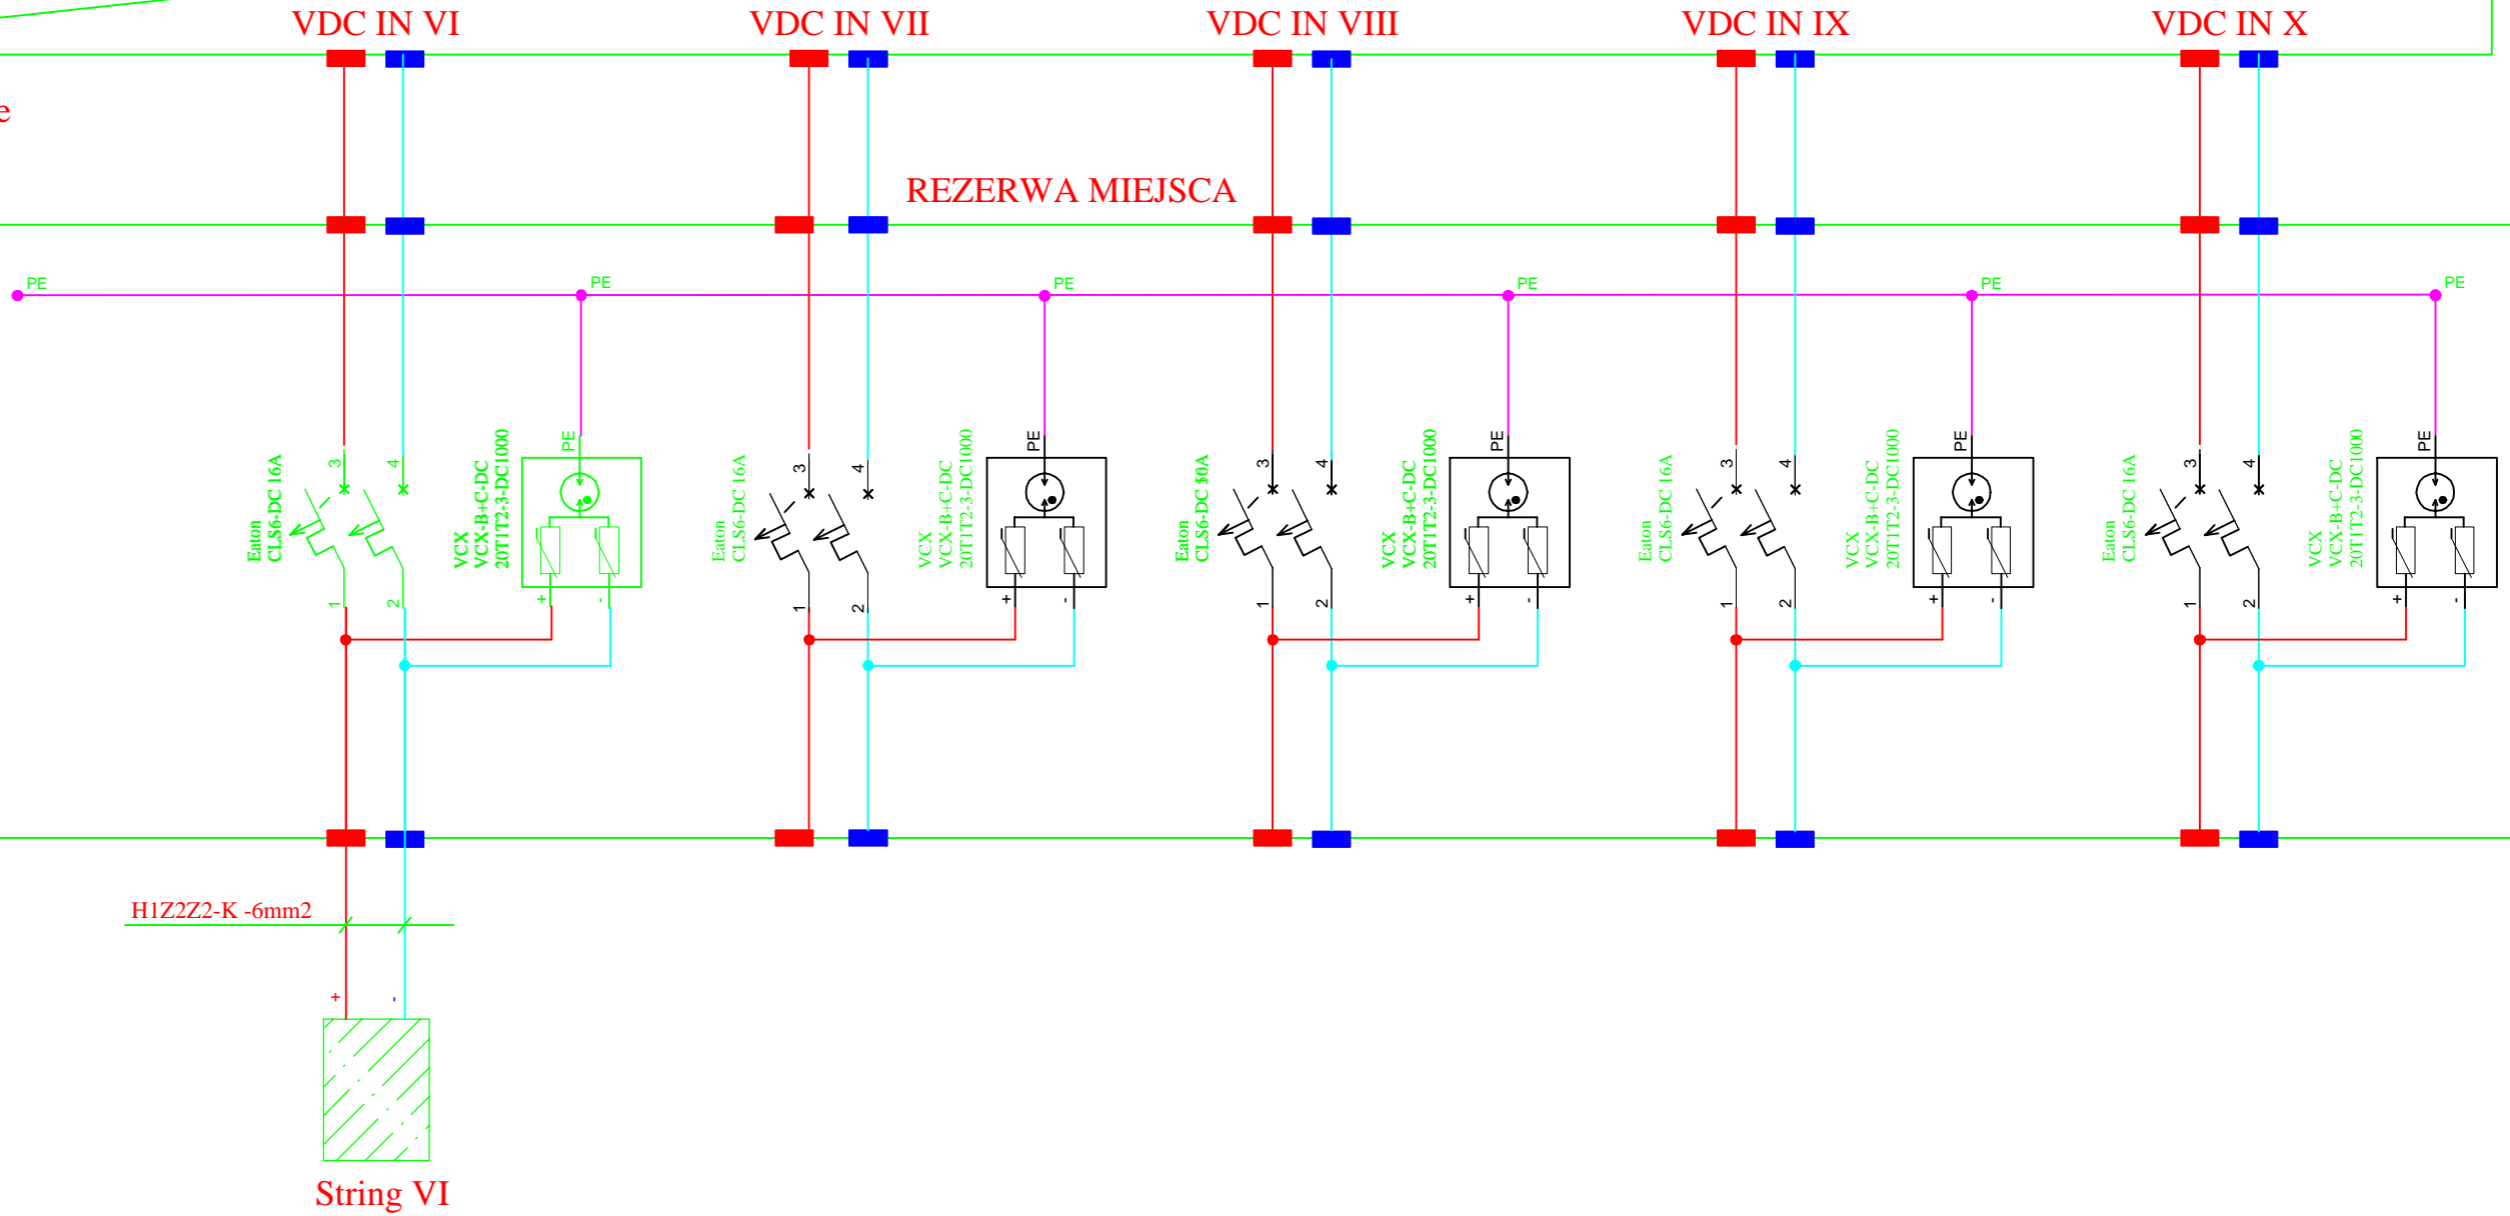 VDC IN VI
VDC IN VII
VDC IN VIII
VDC IN IX
VDC IN X
e
REZERWA MIEJSCA
PE
PE
PE
PE
PE
PE
Eaton
CLS6-DC 16A
3
4
1
2
VCX
VCX-B+C-DC
20T1T2-3-DC1000
PE
+
-
Eaton
CLS6-DC 16A
3
4
1
2
VCX
VCX-B+C-DC
20T1T2-3-DC1000
PE
+
-
Eaton
CLS6-DC
3
4
1
2
VCX
VCX-B+C-DC
20T1T2-3-DC1000
PE
+
-
Eaton
CLS6-DC 16A
3
4
1
2
VCX
VCX-B+C-DC
20T1T2-3-DC1000
PE
+
-
Eaton
CLS6-DC 16A
3
4
1
2
VCX
VCX-B+C-DC
20T1T2-3-DC1000
PE
+
-
H1Z2Z2-K -6mm2
+
-
String VI